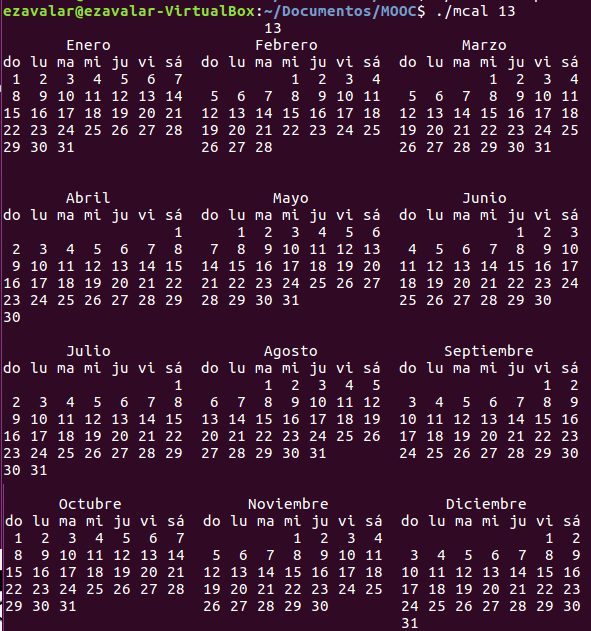 ezavalar@ezavalar-VirtualBox:~/Documentos/MOOC$ ./mcal 13
                             13
       Enero                Febrero                Marzo
do lu ma mi ju vi sá  do lu ma mi ju vi sá  do lu ma mi ju vi sá
 1  2  3  4  5  6  7            1  2  3  4            1  2  3  4
 8  9 10 11 12 13 14   5  6  7  8  9 10 11   5  6  7  8  9 10 11
15 16 17 18 19 20 21  12 13 14 15 16 17 18  12 13 14 15 16 17 18
22 23 24 25 26 27 28  19 20 21 22 23 24 25  19 20 21 22 23 24 25
29 30 31              26 27 28              26 27 28 29 30 31
       Abril                  Mayo                 Junio
do lu ma mi ju vi sá  do lu ma mi ju vi sá  do lu ma mi ju vi sá
                   1      1  2  3  4  5  6               1  2  3
 2  3  4  5  6  7  8   7  8  9 10 11 12 13   4  5  6  7  8  9 10
 9 10 11 12 13 14 15  14 15 16 17 18 19 20  11 12 13 14 15 16 17
16 17 18 19 20 21 22  21 22 23 24 25 26 27  18 19 20 21 22 23 24
23 24 25 26 27 28 29  28 29 30 31           25 26 27 28 29 30
30
       Julio                 Agosto              Septiembre
do lu ma mi ju vi sá  do lu ma mi ju vi sá  do lu ma mi ju vi sá
                   1         1  2  3  4  5                  1  2
 2  3  4  5  6  7  8   6  7  8  9 10 11 12   3  4  5  6  7  8  9
 9 10 11 12 13 14 15  13 14 15 16 17 18 19  10 11 12 13 14 15 16
16 17 18 19 20 21 22  20 21 22 23 24 25 26  17 18 19 20 21 22 23
23 24 25 26 27 28 29  27 28 29 30 31        24 25 26 27 28 29 30
30 31
      Octubre              Noviembre             Diciembre
do lu ma mi ju vi sá  do lu ma mi ju vi sá  do lu ma mi ju vi sá
 1  2  3  4  5  6  7            1  2  3  4                  1  2
 8  9 10 11 12 13 14   5  6  7  8  9 10 11   3  4  5  6  7  8  9
15 16 17 18 19 20 21  12 13 14 15 16 17 18  10 11 12 13 14 15 16
22 23 24 25 26 27 28  19 20 21 22 23 24 25  17 18 19 20 21 22 23
29 30 31              26 27 28 29 30        24 25 26 27 28 29 30
                                            31